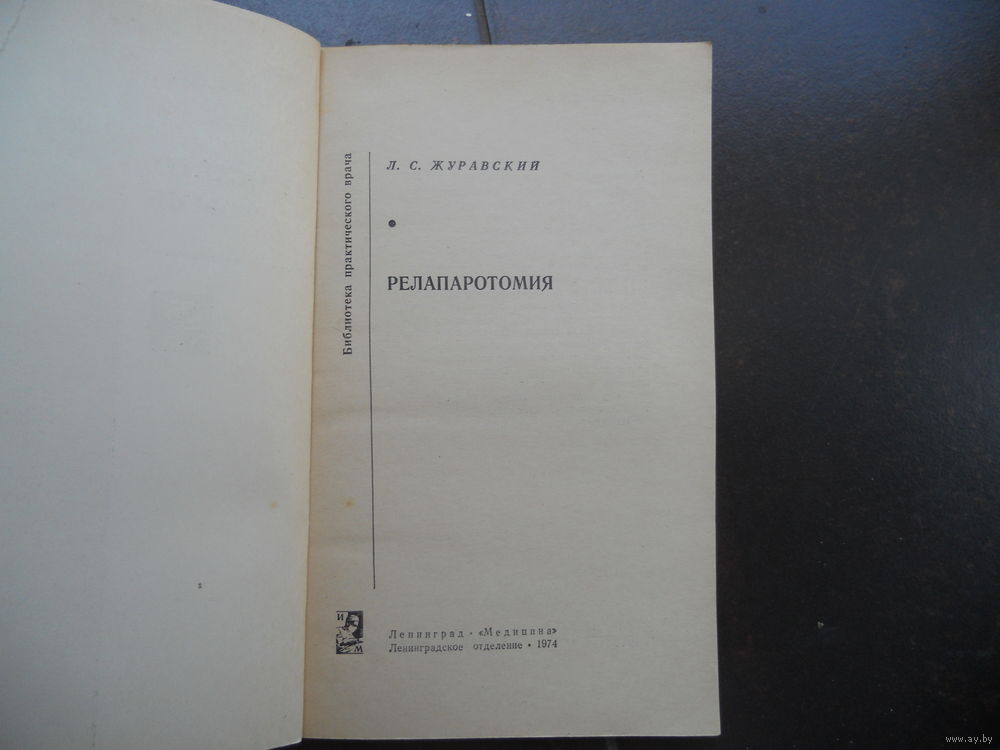 Библиотека практического врача
Л. С. ЖУРАВСКИЙ
РЕЛАПАРОТОМИЯ
И
М
Ленинград · «Медицина»
Ленинградское отделение · 1974
www.ay.by